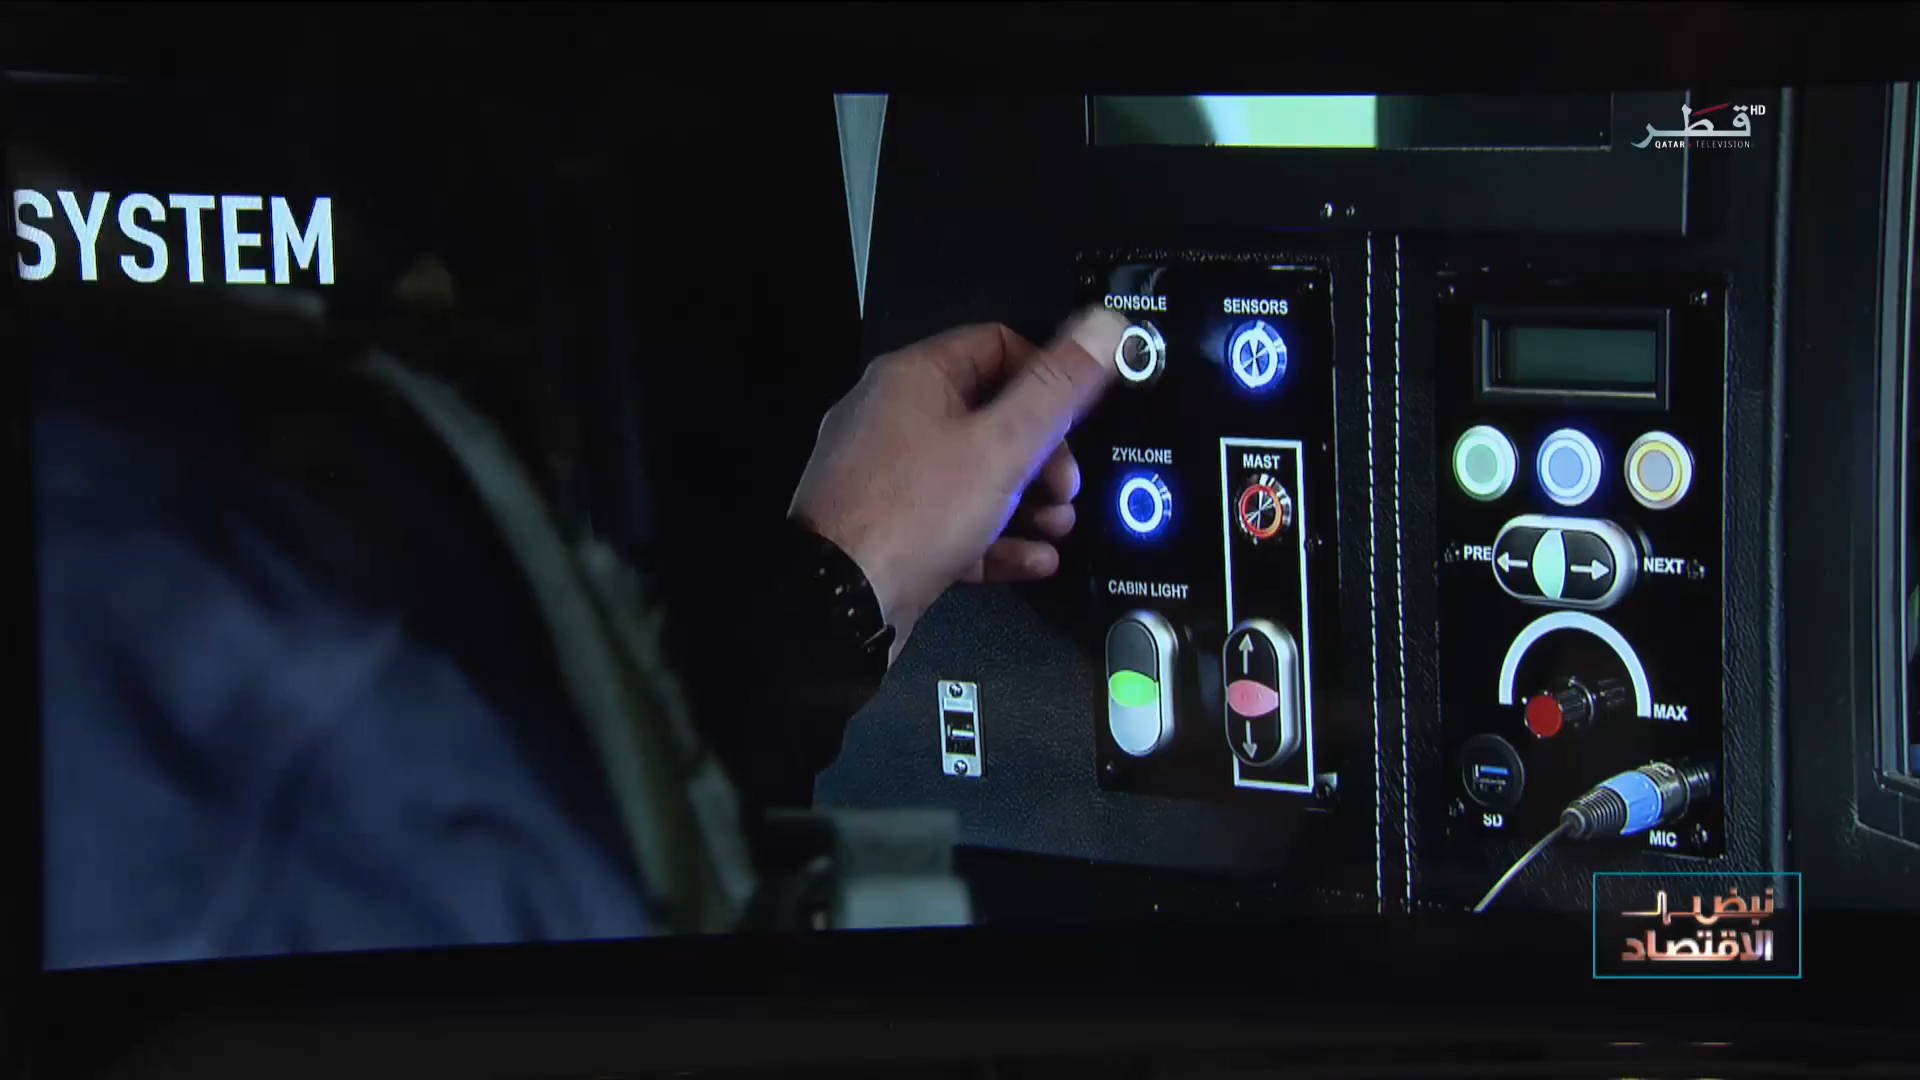 قطر HD
QATAR TELEVISION
SYSTEM
CONSOLE
SENSORS
ZYKLONE
MAST
CABIN LIGHT
PRE
NEXT
MAX
SD
MIC
نبض
الاقتصاد